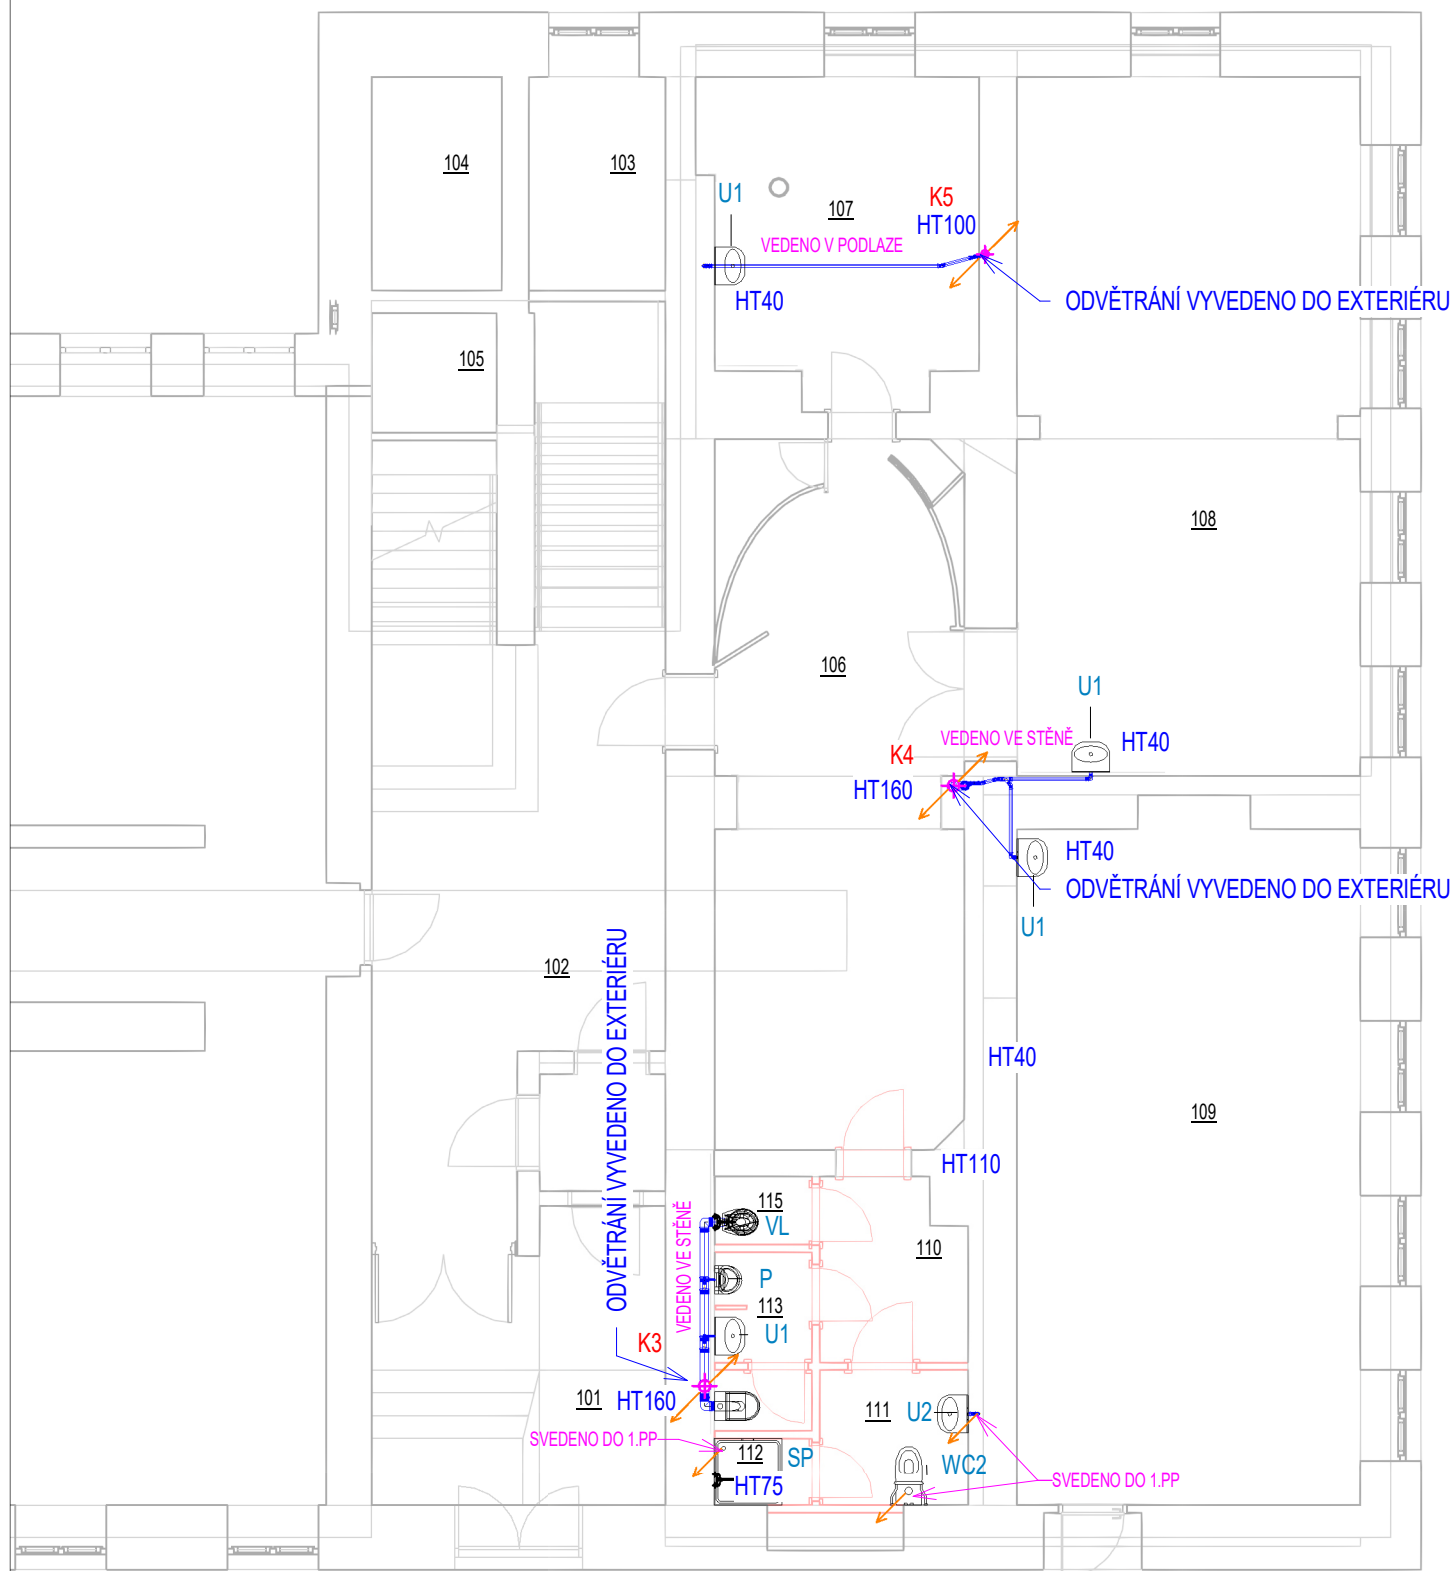 104
103
U1
107
K5
HT100
VEDENO V PODLAZE
HT40
ODVĚTRÁNÍ VYVEDENO DO EXTERIÉRU
105
108
106
U1
VEDENO VE STĚNĚ
HT40
K4
HT160
HT40
ODVĚTRÁNÍ VYVEDENO DO EXTERIÉRU
U1
102
ODVĚTRÁNÍ VYVEDENO DO EXTERIÉRU
HT40
109
HT110
115
VL
VEDENO VE STĚNĚ
110
P
113
U1
K3
101
HT160
111
U2
SVEDENO DO 1.PP
112
SP
WC2
HT75
SVEDENO DO 1.PP